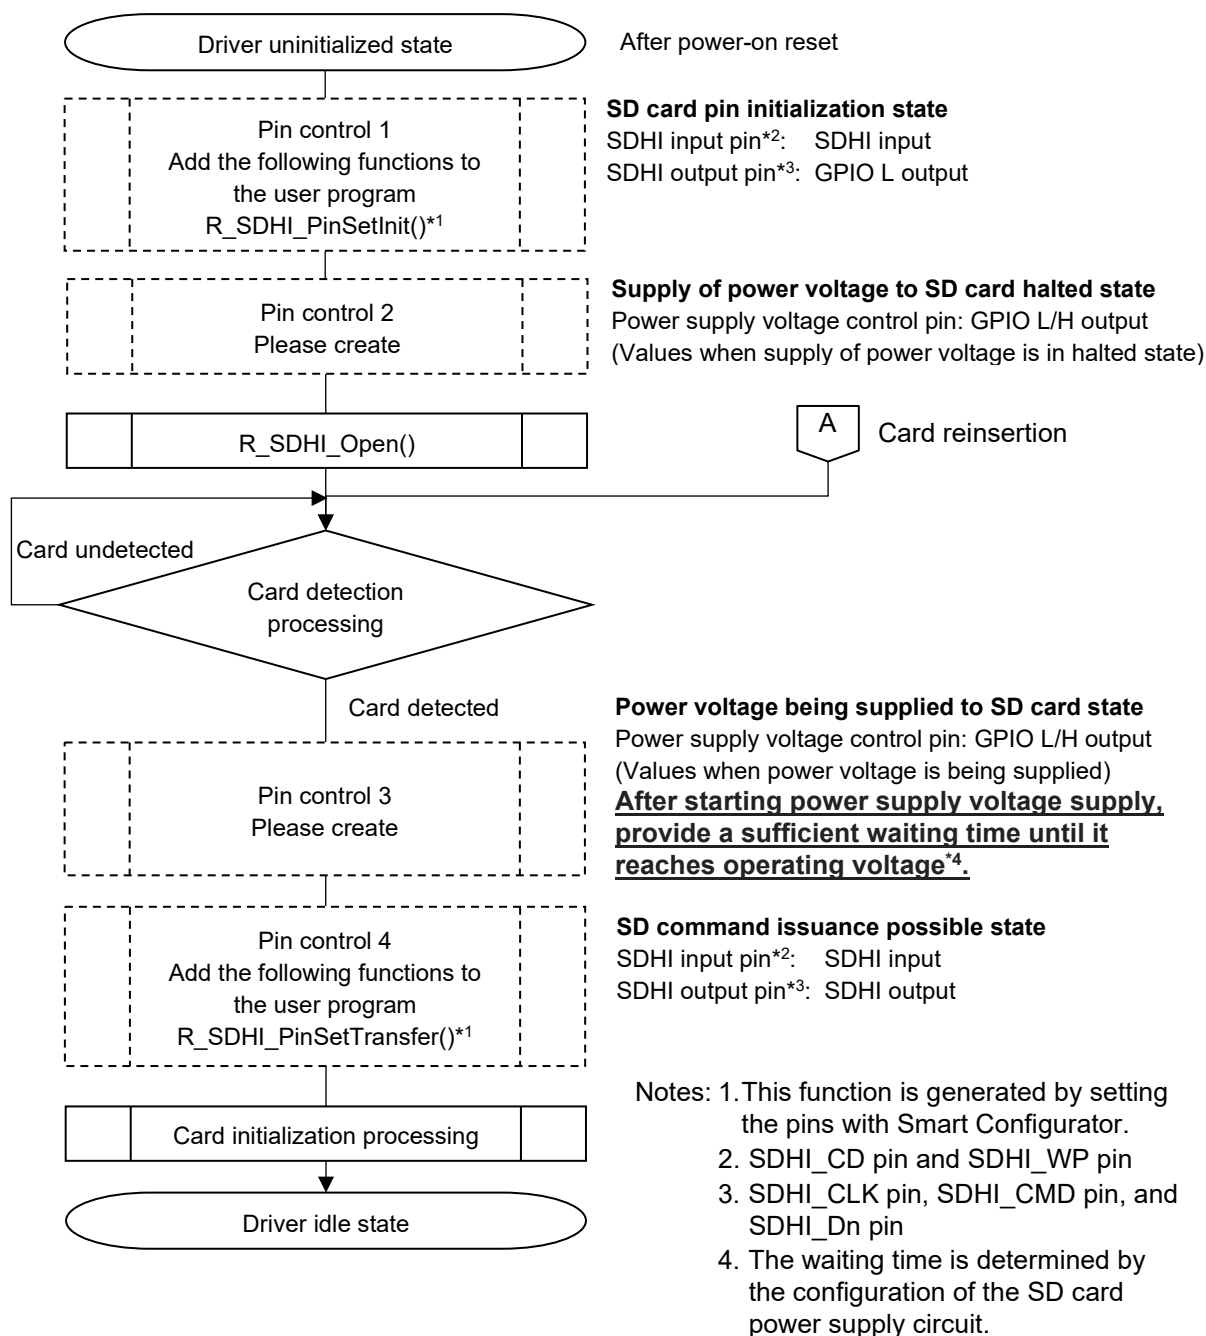 Driver uninitialized state
After power-on reset
Pin control 1
Add the following functions to
the user program
R_SDHI_PinSetInit()*1
SD card pin initialization state
SDHI input pin*2: SDHI input
SDHI output pin*3: GPIO L output
Pin control 2
Please create
Supply of power voltage to SD card halted state
Power supply voltage control pin: GPIO L/H output
(Values when supply of power voltage is in halted state)
R_SDHI_Open()
A
Card reinsertion
Card undetected
Card detection
processing
Card detected
Pin control 3
Please create
Power voltage being supplied to SD card state
Power supply voltage control pin: GPIO L/H output
(Values when power voltage is being supplied)
After starting power supply voltage supply,
provide a sufficient waiting time until it
reaches operating voltage*4.
Pin control 4
Add the following functions to
the user program
R_SDHI_PinSetTransfer()*1
SD command issuance possible state
SDHI input pin*2: SDHI input
SDHI output pin*3: SDHI output
Card initialization processing
Driver idle state
Notes: 1.This function is generated by setting
the pins with Smart Configurator.
2. SDHI_CD pin and SDHI_WP pin
3. SDHI_CLK pin, SDHI_CMD pin, and
SDHI_Dn pin
4. The waiting time is determined by
the configuration of the SD card
power supply circuit.